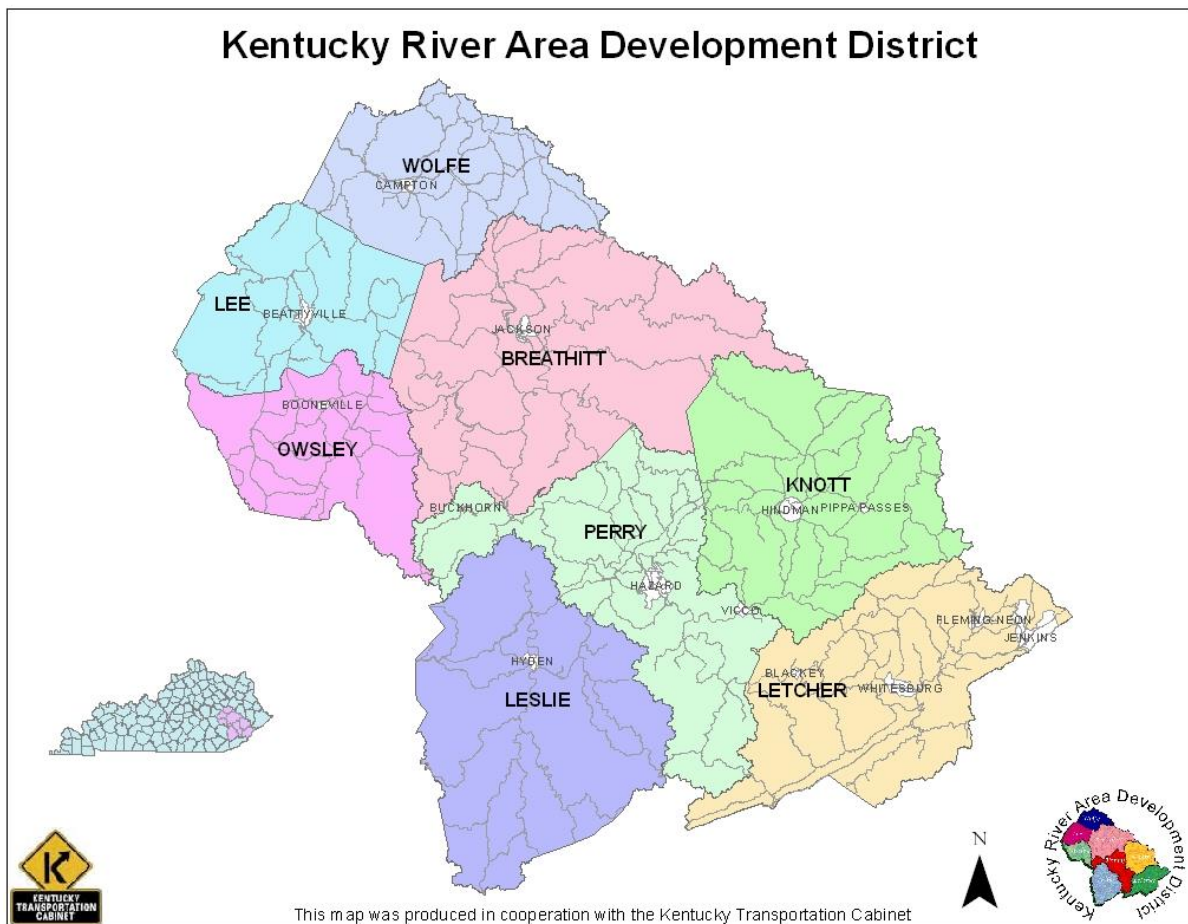 Kentucky River Area Development District
WOLFE
CAMPTON
LEE
BEATTYVILLE
JACKSON
BREATHITT
BOONEVILLE
OWSLEY
KNOTT
BUCKHORN
HINDMAN
PIPPA PASSES
PERRY
HAZARD
VICCO
FLEMING-NEON
JENKINS
HYDEN
BLACKEY
LETCHER
WHITESBURG
LESLIE
N
Kentucky River Area Development District
K
KENTUCKY
TRANSPORTATION
CABINET
This map was produced in cooperation with the Kentucky Transportation Cabinet